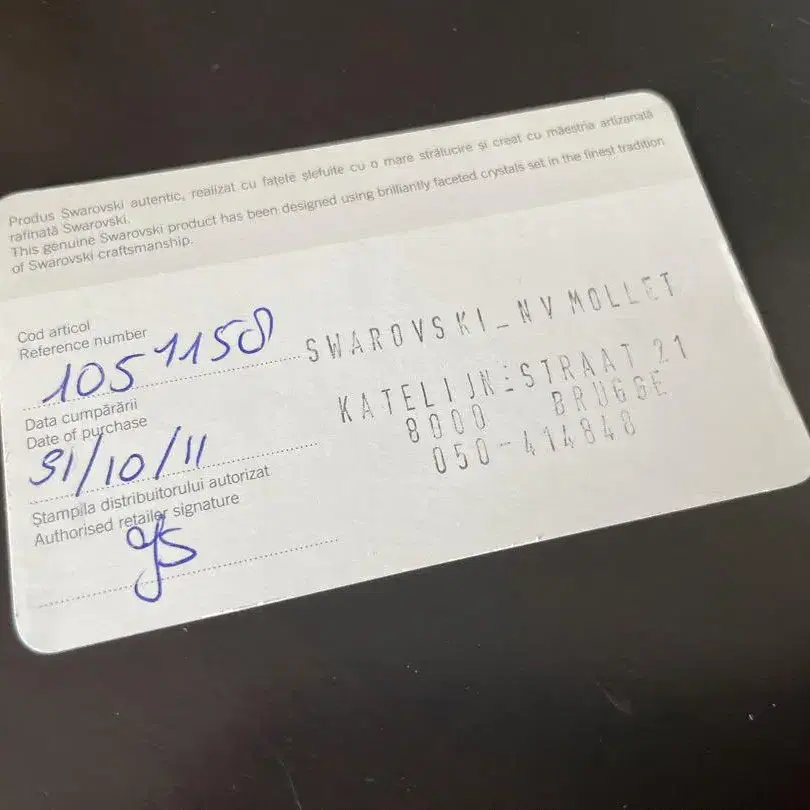 Produs Swarovski autentic, realizat cu fațete șlefuite cu o mare strălucire și creat cu măestria artizanală
rafinată Swarovski.
This genuine Swarovski product has been designed using brilliantly faceted crystals set in the finest tradition
of Swarovski craftsmanship.
Cod articol
Reference number
1051158
Data cumpărării
Date of purchase
31/10/11
Ștampila distribuitorului autorizat
Authorised retailer signature
SWAROVSKI_NV MOLLET
KATELIJNESTRAAT 21
8000 BRUGGE
050-414840